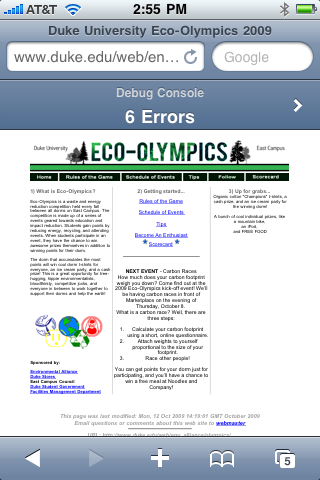 AT&T
2:55 PM
Duke University Eco-Olympics 2009
www.duke.edu/web/en...
Google
Debug Console
6 Errors
Duke University
ECO-OLYMPICS
East Campus
Home
Rules of the Game
Schedule of Events
Tips
Follow
Scorecard
1) What is Eco-Olympics?
Eco-Olympics is a waste and energy
reduction competition held every fall
between all dorms on East Campus. The
competition is made up of a series of
events geared towards education and
impact reduction. Students gain points by
reducing energy, recycling, and attending
events. When students participate in an
event, they have the chance to win
awesome prizes themselves in addition to
winning points for their dorm.
The dorm that accumulates the most
points will win cool dorm t-shirts for
everyone, an ice cream party, and a cash
prize! This is a great opportunity for tree-
hugging, hippie environmentalists,
bloodthirsty, competitive jocks, and
everyone in between to work together to
support their dorms and help the earth!
Sponsored by:
Environmental Alliance
Duke Stores
East Campus Council
Duke Student Government
Facilities Management Department
2) Getting started...
Rules of the Game
Schedule of Events
Tips
Become An Enthusiast
Scorecard
NEXT EVENT - Carbon Races
How much does your carbon footprint
weigh you down? Come find out at the
2009 Eco-Olympics kick-off event! We'll
be having carbon races in front of
Marketplace on the evening of
Thursday, October 8.
What is a carbon race? Well, there are
three steps:
1. Calculate your carbon footprint
using a short, online questionnaire.
2. Attach weights to yourself
proportional to the size of your
footprint.
3. Race other people!
You can get points for your dorm just for
participating, and you'll have a chance to
win a free meal at Noodles and
Company!
3) Up for grabs...
Organic cotton "Champions" t-shirts, a
cash prize, and an ice cream party for
the winning dorm!
A bunch of cool individual prizes, like
a mountain bike,
an iPod,
and FREE FOOD
This page was last modified: Mon, 12 Oct 2009 14:19:01 GMT October 2009
Email questions or comments about this web site to webmaster
5